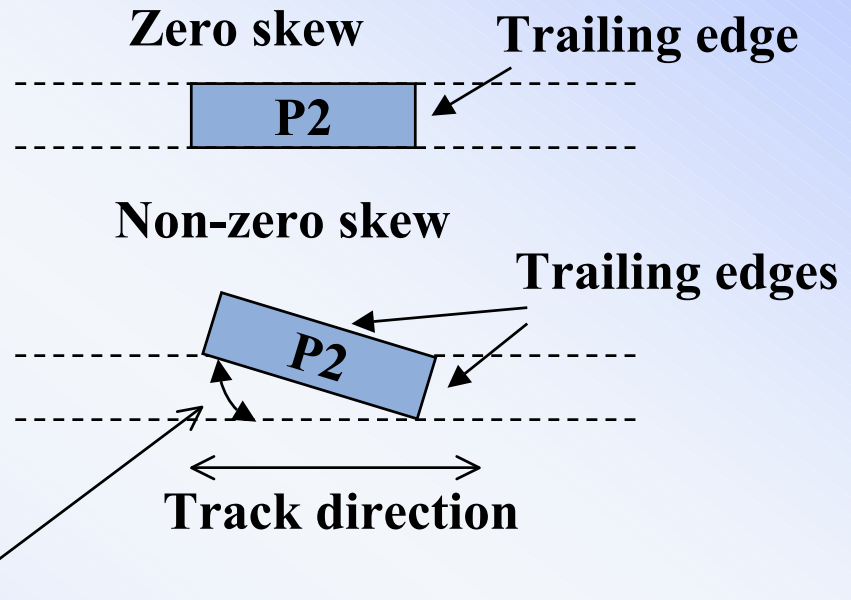 Zero skew
Trailing edge
P2
Non-zero skew
Trailing edges
P2
Track direction